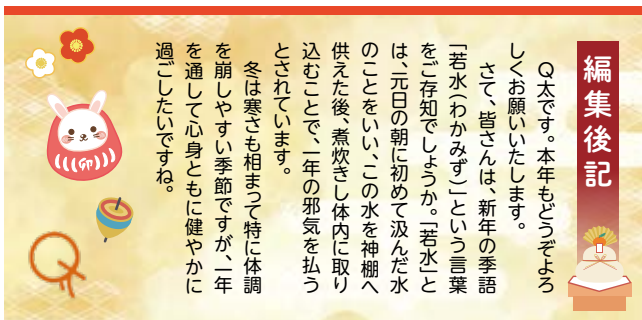 編集後記
Q太です。本年もどうぞよろ
しくお願いいたします。
さて、皆さんは、新年の季語
「若水（わかみず）」という言葉
をご存知でしょうか。「若水」と
は、元日の朝に初めて汲んだ水
のことをいい、この水を神棚へ
供えた後、煮炊きし体内に取り
込むことで、一年の邪気を払う
とされています。
冬は寒さも相まって特に体調
を崩しやすい季節ですが、一年
を通して心身ともに健やかに
過ごしたいですね。
卯